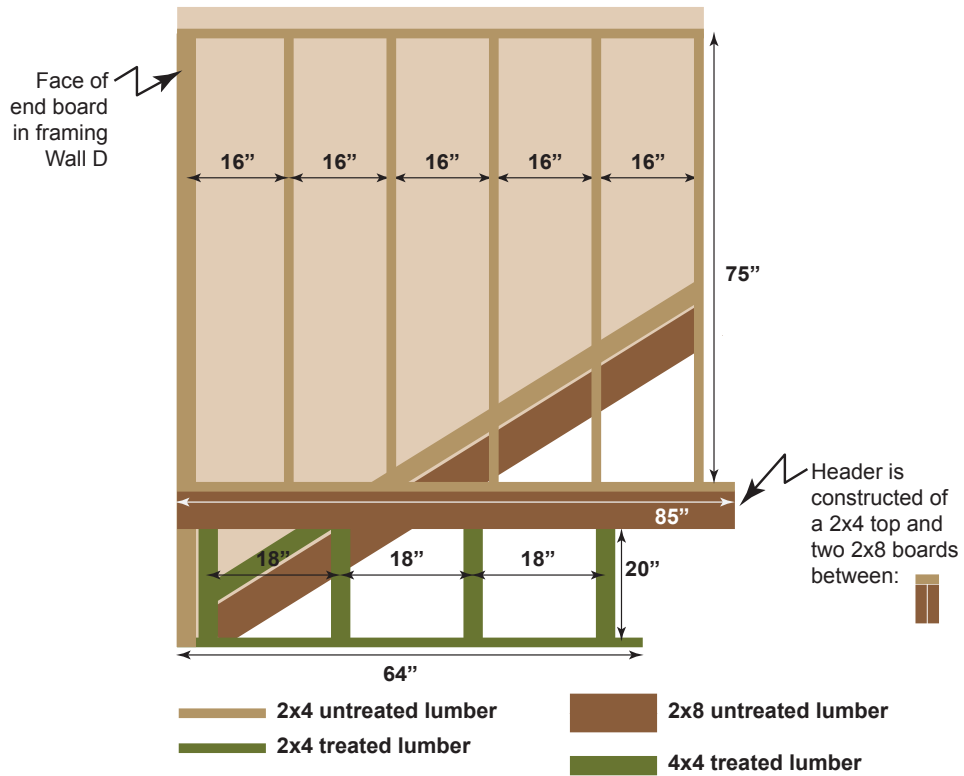 Face of
end board
in framing
Wall D
16” 16” 16” 16” 16”
75”
Header is
constructed of
a 2x4 top and
two 2x8 boards
between:
85”
18” 18” 18”
20”
64”
2x4 untreated lumber
2x8 untreated lumber
2x4 treated lumber
4x4 treated lumber